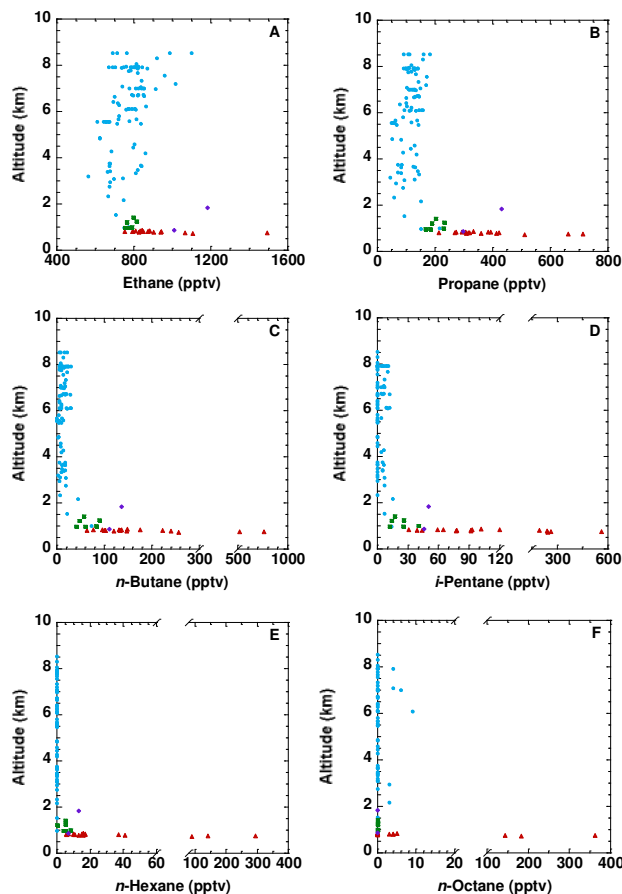 10
8
6
4
2
0
Altitude (km)
A
400 800 1200 1600
Ethane (pptv)
10
8
6
4
2
0
Altitude (km)
B
0 200 400 600 800
Propane (pptv)
10
8
6
4
2
0
Altitude (km)
C
0 100 200 300 500 1000
n-Butane (pptv)
10
8
6
4
2
0
Altitude (km)
D
0 30 60 90 120 300 600
i-Pentane (pptv)
10
8
6
4
2
0
Altitude (km)
E
0 20 40 60 200 400
n-Hexane (pptv)
10
8
6
4
2
0
Altitude (km)
F
0 10 20 100 200 300 400
n-Octane (pptv)